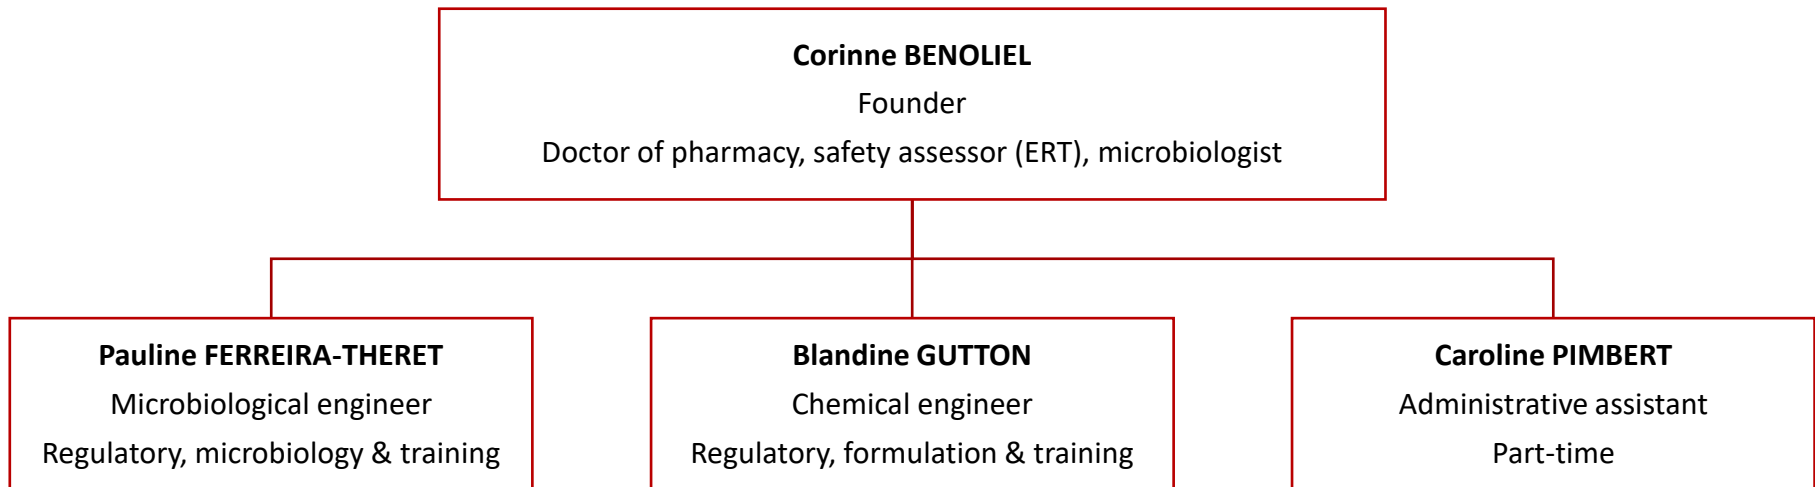 Corinne BENOLIEL
Founder
Doctor of pharmacy, safety assessor (ERT), microbiologist
Pauline FERREIRA-THERET
Microbiological engineer
Regulatory, microbiology & training
Blandine GUTTON
Chemical engineer
Regulatory, formulation & training
Caroline PIMBERT
Administrative assistant
Part-time